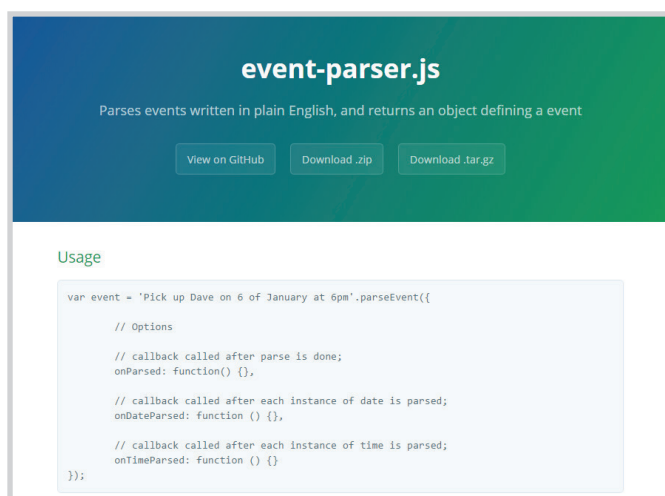 event-parser.js
Parses events written in plain English, and returns an object defining a event
View on GitHub
Download .zip
Download .tar.gz
Usage
var event = 'Pick up Dave on 6 of January at 6pm'.parseEvent({
// Options
// callback called after parse is done;
onParsed: function() {},
// callback called after each instance of date is parsed;
onDateParsed: function () {},
// callback called after each instance of time is parsed;
onTimeParsed: function () {}
});